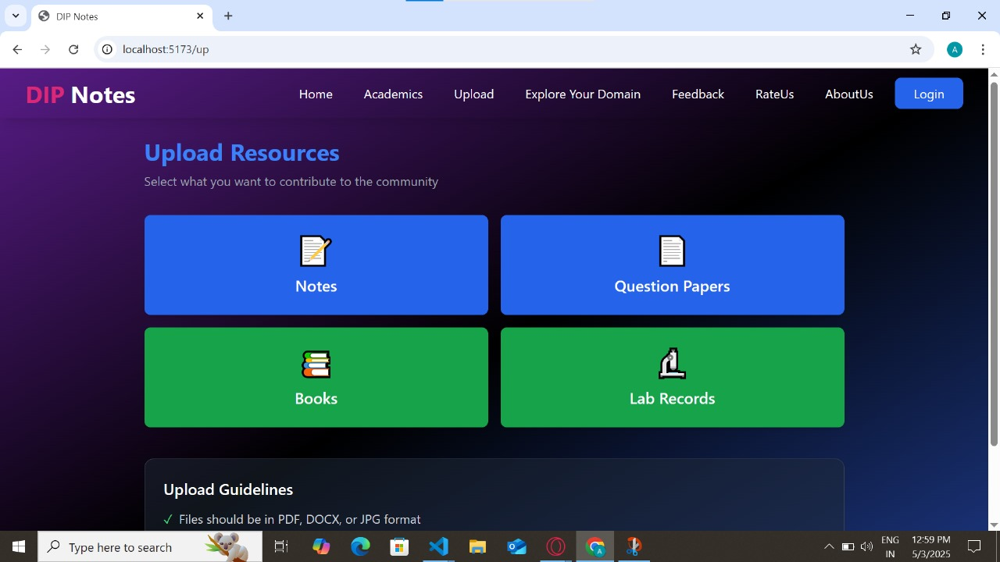 DIP Notes
localhost:5173/up
A
DIP Notes
Home Academics Upload Explore Your Domain Feedback RateUs AboutUs Login
Upload Resources
Select what you want to contribute to the community
Notes
Question Papers
Books
Lab Records
Upload Guidelines
✓ Files should be in PDF, DOCX, or JPG format
Type here to search
A
ENG
IN
12:59 PM
5/3/2025